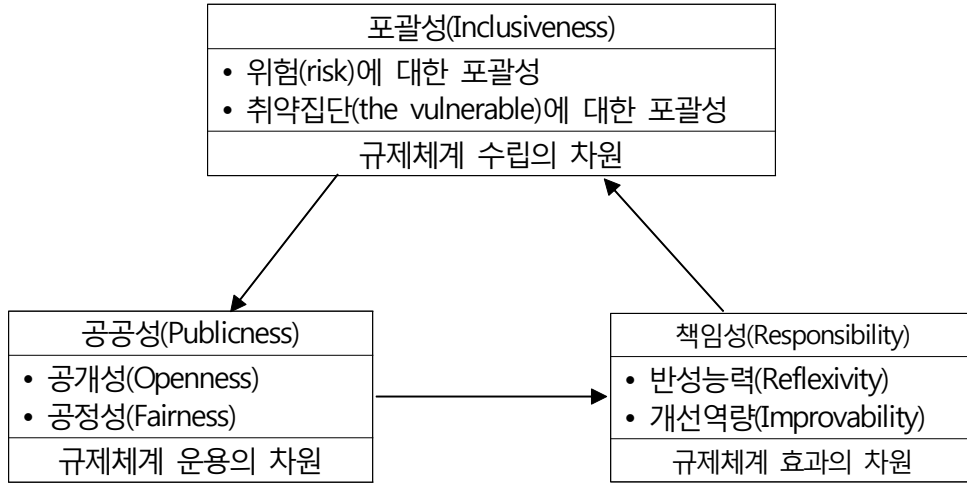 포괄성(Inclusiveness)
• 위험(risk)에 대한 포괄성
• 취약집단(the vulnerable)에 대한 포괄성
규제체계 수립의 차원
공공성(Publicness)
• 공개성(Openness)
• 공정성(Fairness)
규제체계 운용의 차원
책임성(Responsibility)
• 반성능력(Reflexivity)
• 개선역량(Improvability)
규제체계 효과의 차원